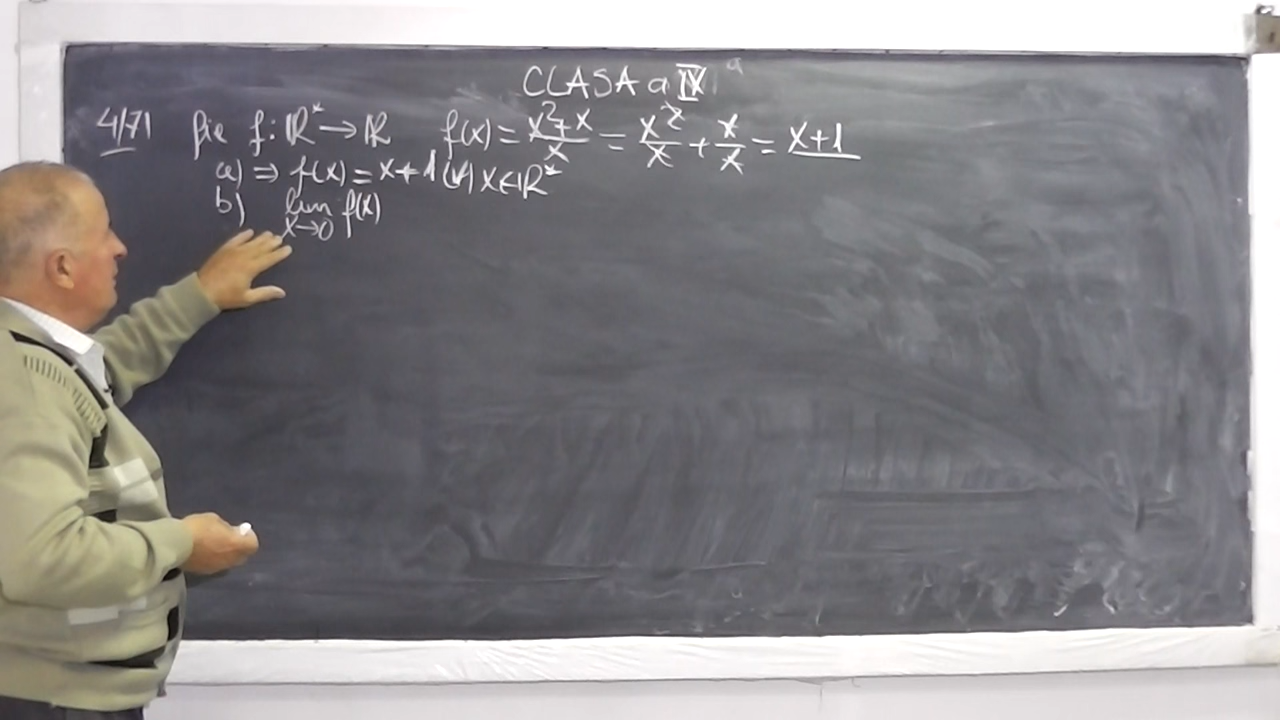 CLASA a IX a
4/71 fie f: R* → R f(x) = x²+x/x = x²/x + x/x = x+1
a) ⇒ f(x) = x+1 (∀) x∈R*
b) lim f(x)
x→0